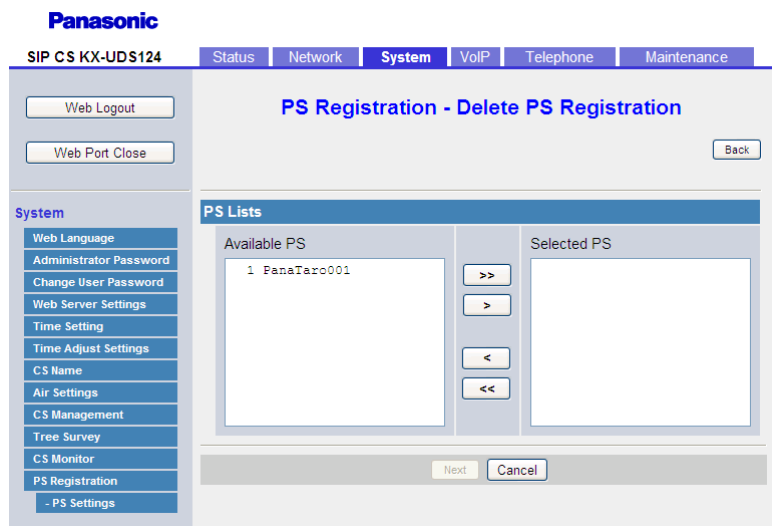 Panasonic
SIP CS KX-UDS124
Status Network System VoIP Telephone Maintenance
Web Logout
Web Port Close
PS Registration - Delete PS Registration
Back
System
Web Language
Administrator Password
Change User Password
Web Server Settings
Time Setting
Time Adjust Settings
CS Name
Air Settings
CS Management
Tree Survey
CS Monitor
PS Registration
- PS Settings
PS Lists
Available PS
1 PanaTaro001
>>
>
<
<<
Selected PS
Next Cancel